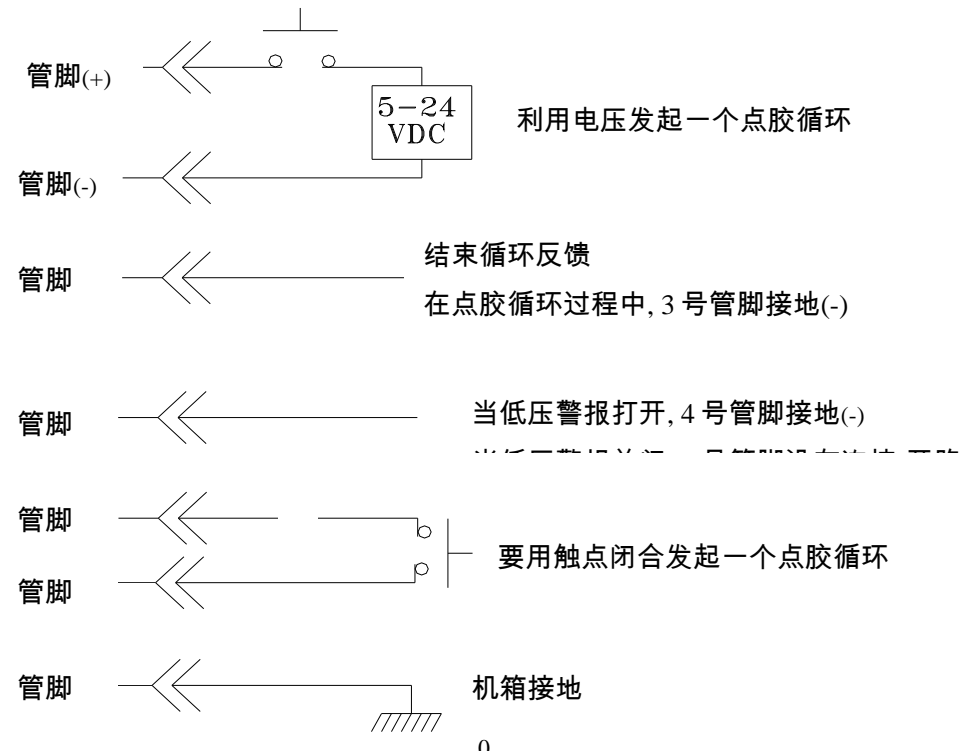 管脚(+)
5-24
VDC
利用电压发起一个点胶循环
管脚(-)
管脚
结束循环反馈
在点胶循环过程中, 3 号管脚接地(-)
管脚
当低压警报打开, 4 号管脚接地(-)
管脚
要用触点闭合发起一个点胶循环
管脚
管脚
机箱接地